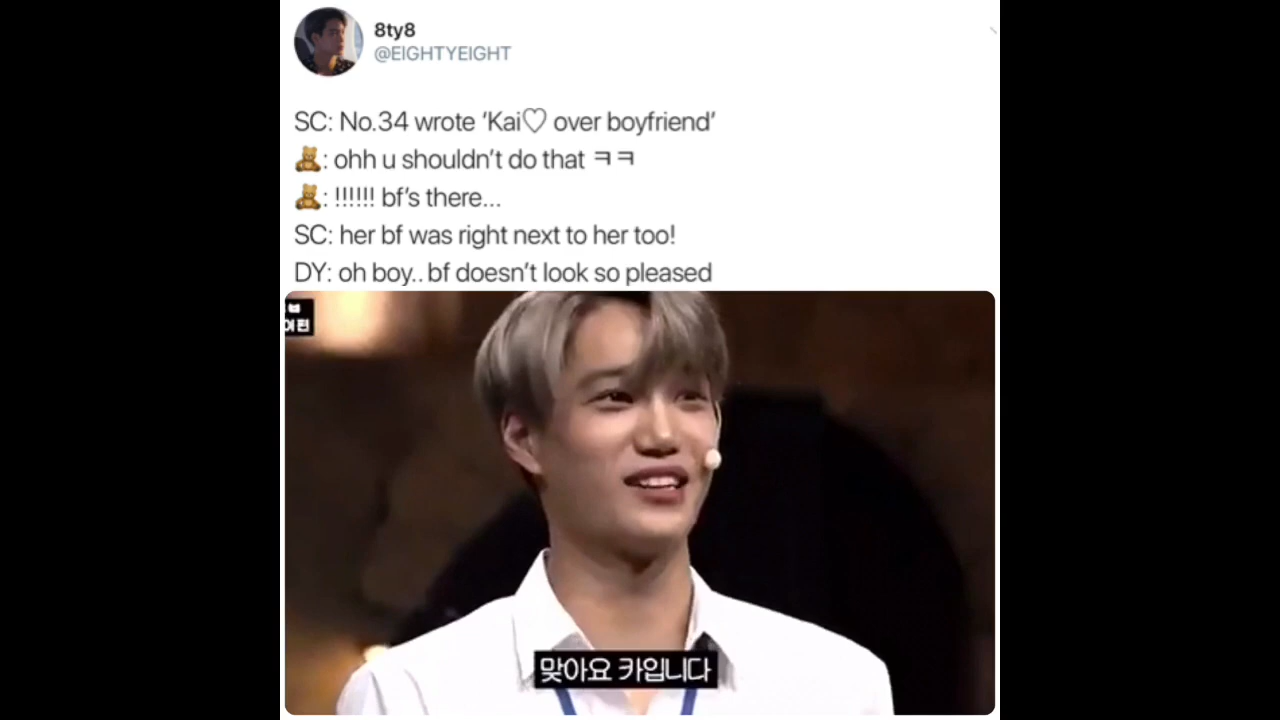 8ty8
@EIGHTYEIGHT
SC: No.34 wrote ‘Kai♡ over boyfriend’
🧸: ohh u shouldn’t do that ㅋㅋ
🧸: !!!!!! bf’s there...
SC: her bf was right next to her too!
DY: oh boy.. bf doesn’t look so pleased
맞아요 카입니다